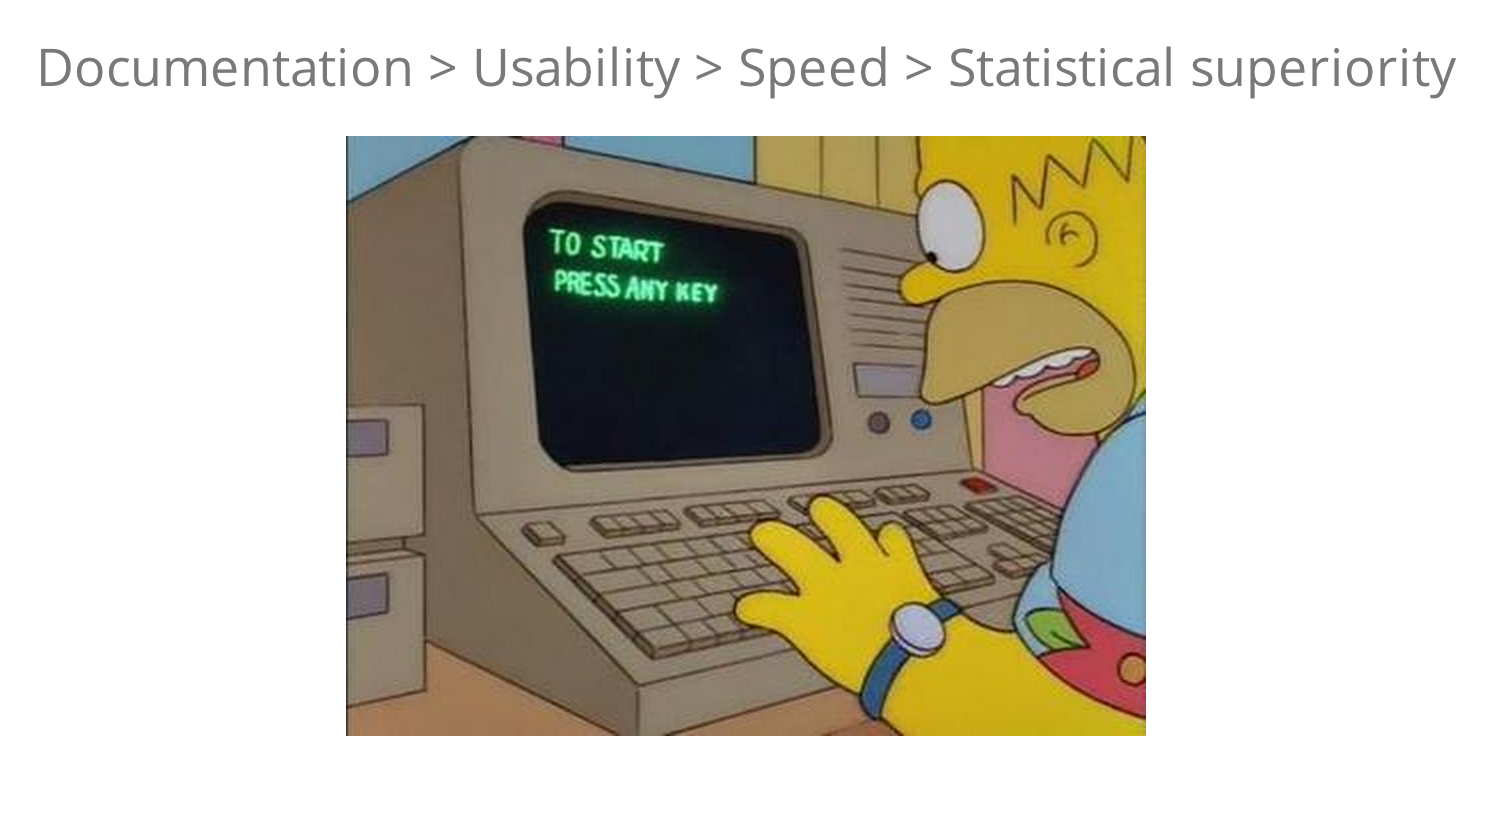 Documentation > Usability > Speed > Statistical superiority
TO START
PRESS ANY KEY